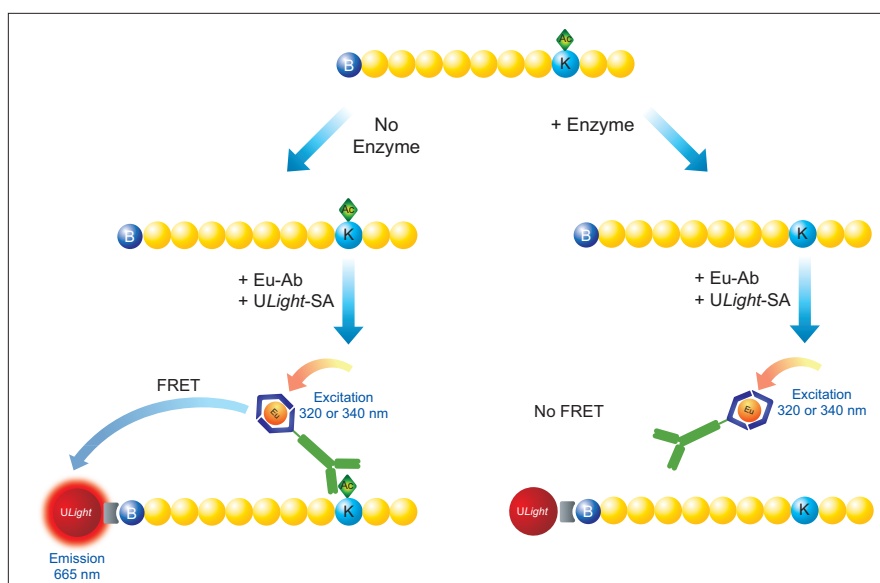 Ac
B
K
No
Enzyme
+ Enzyme
Ac
B
K
B
K
+ Eu-Ab
+ ULight-SA
+ Eu-Ab
+ ULight-SA
FRET
Eu
Excitation
320 or 340 nm
No FRET
Eu
Excitation
320 or 340 nm
Ac
ULight
B
K
ULight
B
K
Emission
665 nm